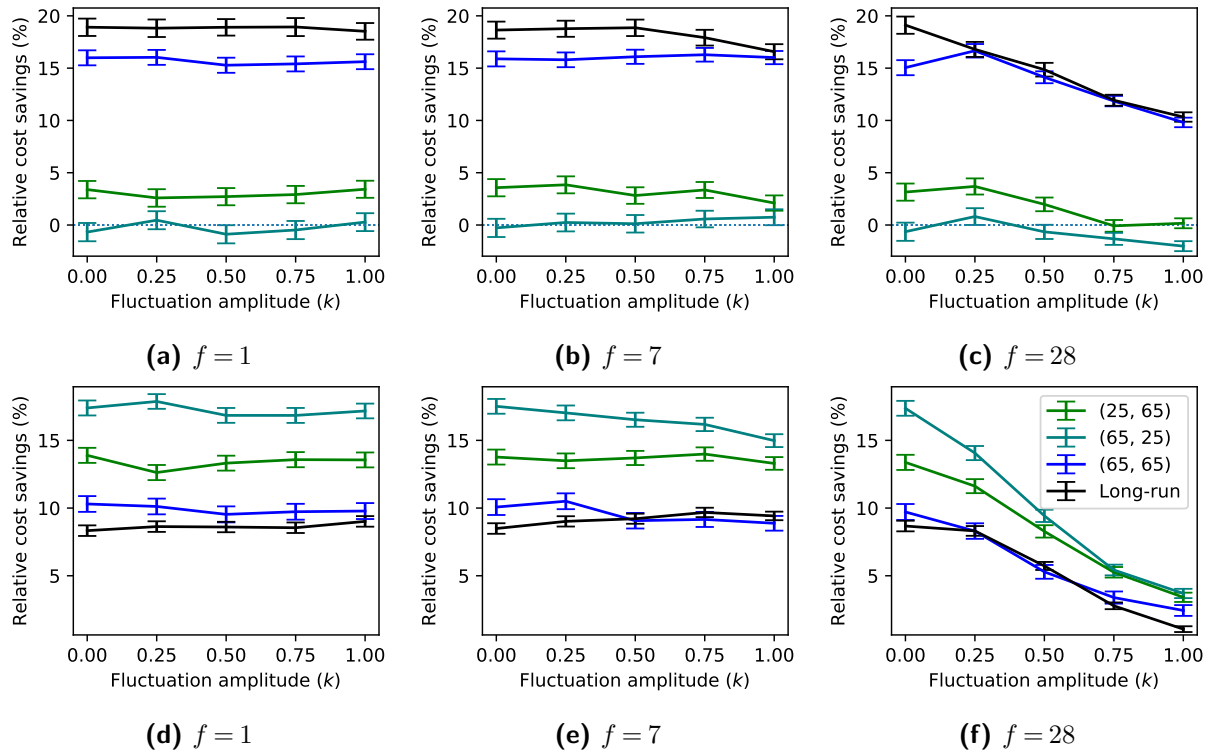 Relative cost savings (%)
20
15
10
5
0
0.00 0.25 0.50 0.75 1.00
Fluctuation amplitude (k)
(a) f = 1
Relative cost savings (%)
20
15
10
5
0
0.00 0.25 0.50 0.75 1.00
Fluctuation amplitude (k)
(b) f = 7
Relative cost savings (%)
20
15
10
5
0
0.00 0.25 0.50 0.75 1.00
Fluctuation amplitude (k)
(c) f = 28
Relative cost savings (%)
15
10
5
0.00 0.25 0.50 0.75 1.00
Fluctuation amplitude (k)
(d) f = 1
Relative cost savings (%)
15
10
5
0.00 0.25 0.50 0.75 1.00
Fluctuation amplitude (k)
(e) f = 7
Relative cost savings (%)
15
10
5
(25, 65)
(65, 25)
(65, 65)
Long-run
0.00 0.25 0.50 0.75 1.00
Fluctuation amplitude (k)
(f) f = 28